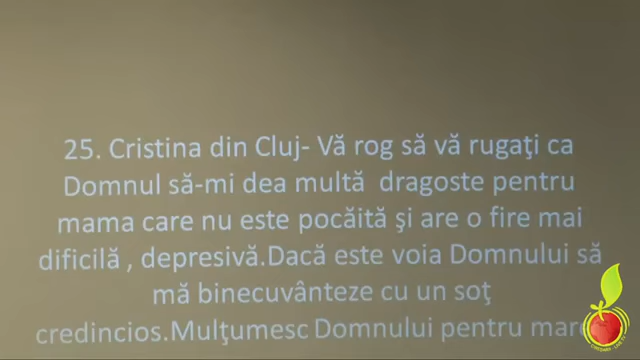 25. Cristina din Cluj- Vă rog să vă rugaţi ca
Domnul să-mi dea multă dragoste pentru
mama care nu este pocăită şi are o fire mai
dificilă , depresivă.Dacă este voia Domnului să
mă binecuvânteze cu un soţ
credincios.Mulţumesc Domnului pentru